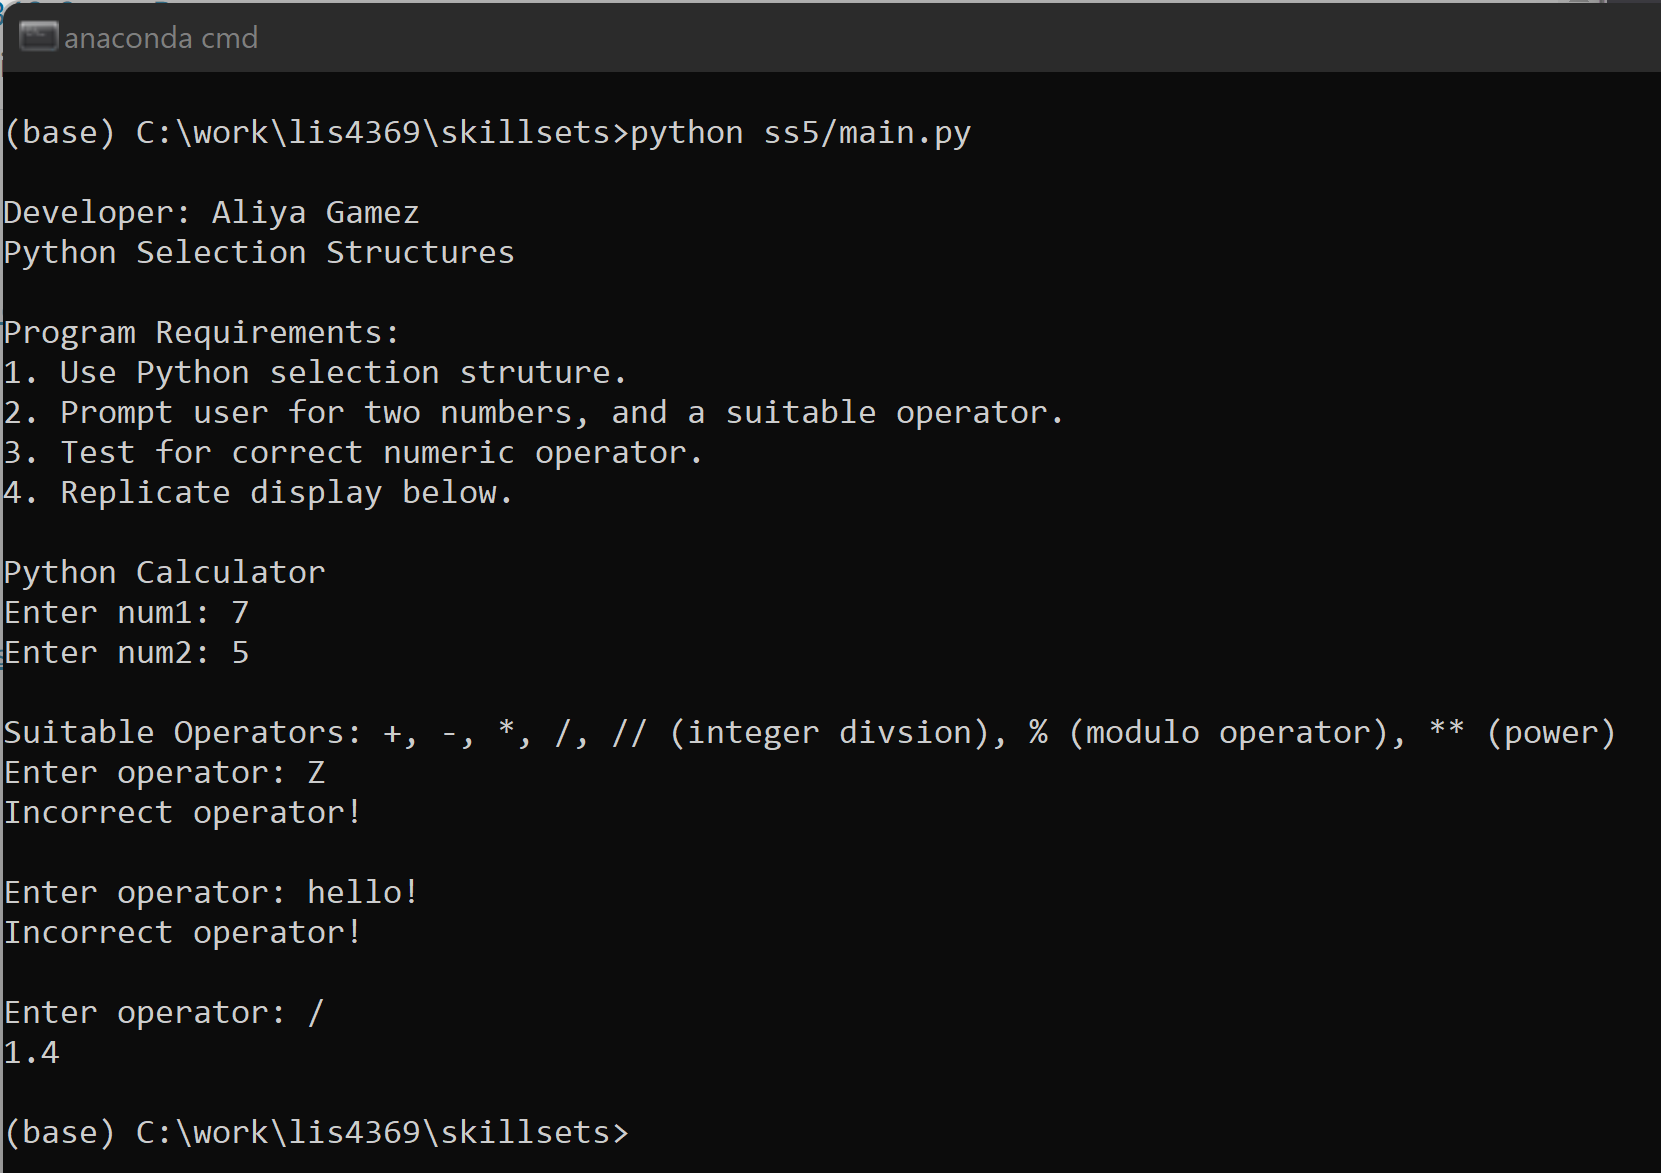 anaconda cmd
(base) C:\work\lis4369\skillsets>python ss5/main.py
Developer: Aliya Gamez
Python Selection Structures
Program Requirements:
1. Use Python selection struture.
2. Prompt user for two numbers, and a suitable operator.
3. Test for correct numeric operator.
4. Replicate display below.
Python Calculator
Enter num1: 7
Enter num2: 5
Suitable Operators: +, -, *, /, // (integer divsion), % (modulo operator), ** (power)
Enter operator: Z
Incorrect operator!
Enter operator: hello!
Incorrect operator!
Enter operator: /
1.4
(base) C:\work\lis4369\skillsets>